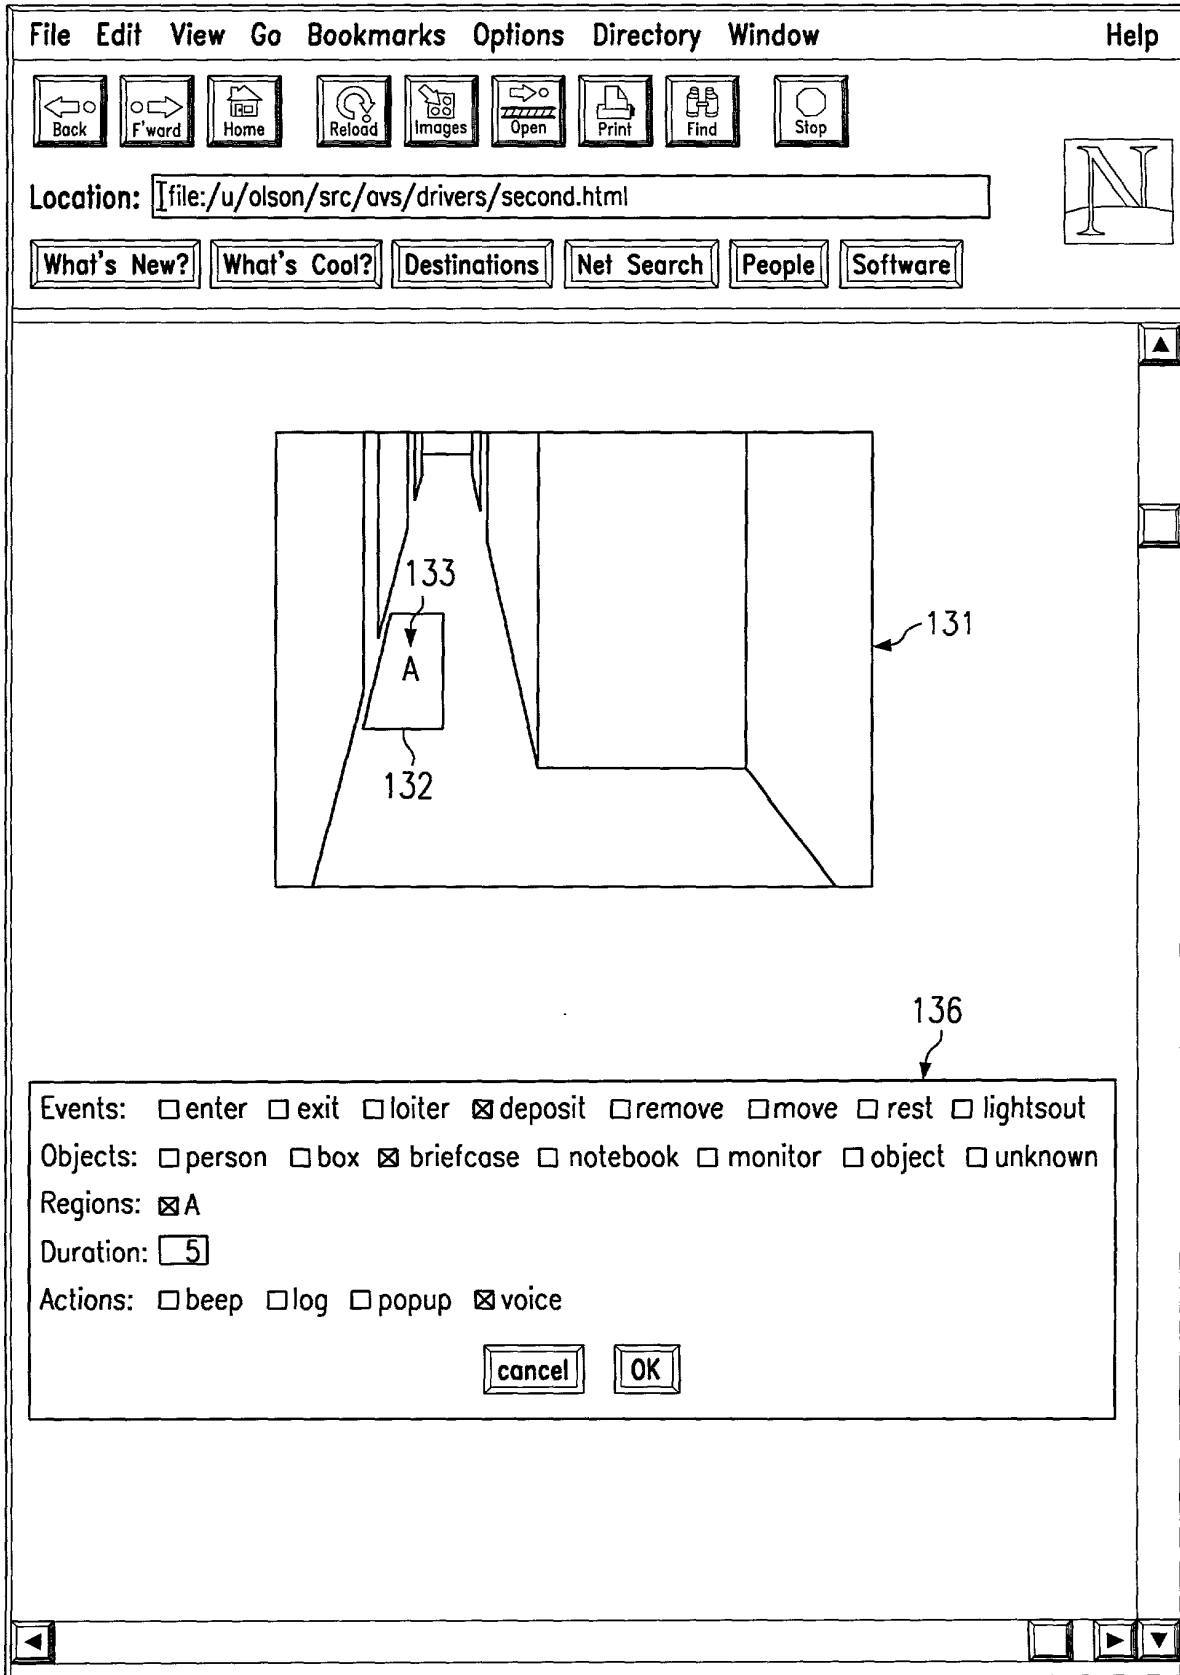 File Edit View Go Bookmarks Options Directory Window Help
Back F'ward Home Reload Images Open Print Find Stop
N
Location: file:/u/olson/src/avs/drivers/second.html
What's New? What's Cool? Destinations Net Search People Software
133
131
A
132
136
Events: enter exit loiter deposit remove move rest lightsout
Objects: person box briefcase notebook monitor object unknown
Regions: A
Duration: 5
Actions: beep log popup voice
cancel OK